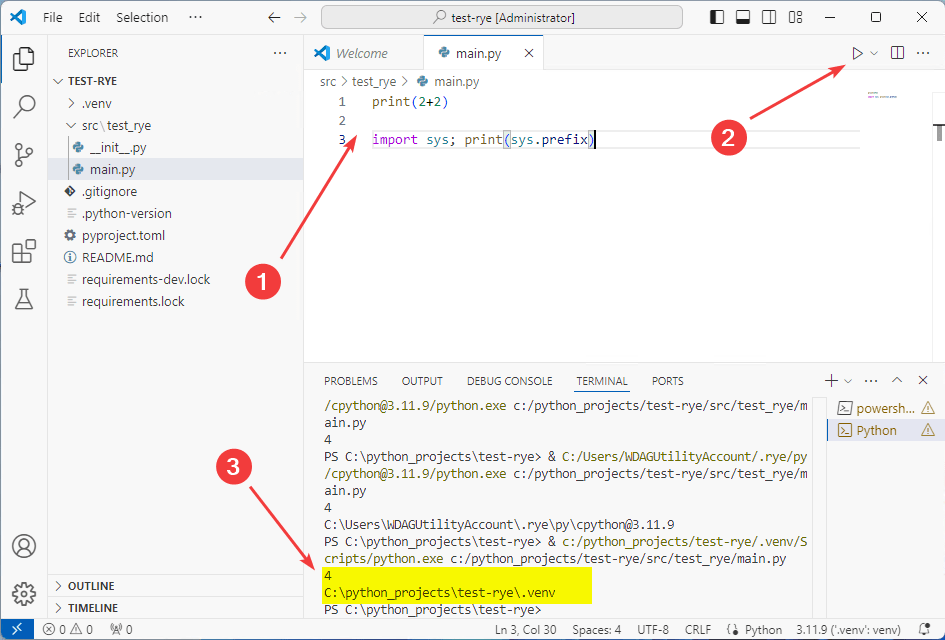 File Edit Selection ··· test-rye [Administrator]
EXPLORER ···
TEST-RYE
.venv
src\test_rye
__init__.py
main.py
.gitignore
.python-version
pyproject.toml
README.md
requirements-dev.lock
requirements.lock
OUTLINE
TIMELINE
Welcome main.py
src > test_rye > main.py
1 print(2+2)
2
3 import sys; print(sys.prefix)
1
2
3
PROBLEMS OUTPUT DEBUG CONSOLE TERMINAL PORTS
/cpython@3.11.9/python.exe c:/python_projects/test-rye/src/test_rye/m
ain.py
4
PS C:\python_projects\test-rye> & C:/Users/WDAGUtilityAccount/.rye/py
/cpython@3.11.9/python.exe c:/python_projects/test-rye/src/test_rye/m
ain.py
4
C:\Users\WDAGUtilityAccount\.rye\py\cpython@3.11.9
PS C:\python_projects\test-rye> & c:/python_projects/test-rye/.venv/S
cripts/python.exe c:/python_projects/test-rye/src/test_rye/main.py
4
C:\python_projects\test-rye\.venv
PS C:\python_projects\test-rye>
powersh...
Python
0 0 0 Ln 3, Col 30 Spaces: 4 UTF-8 CRLF Python 3.11.9 ('.venv': venv)